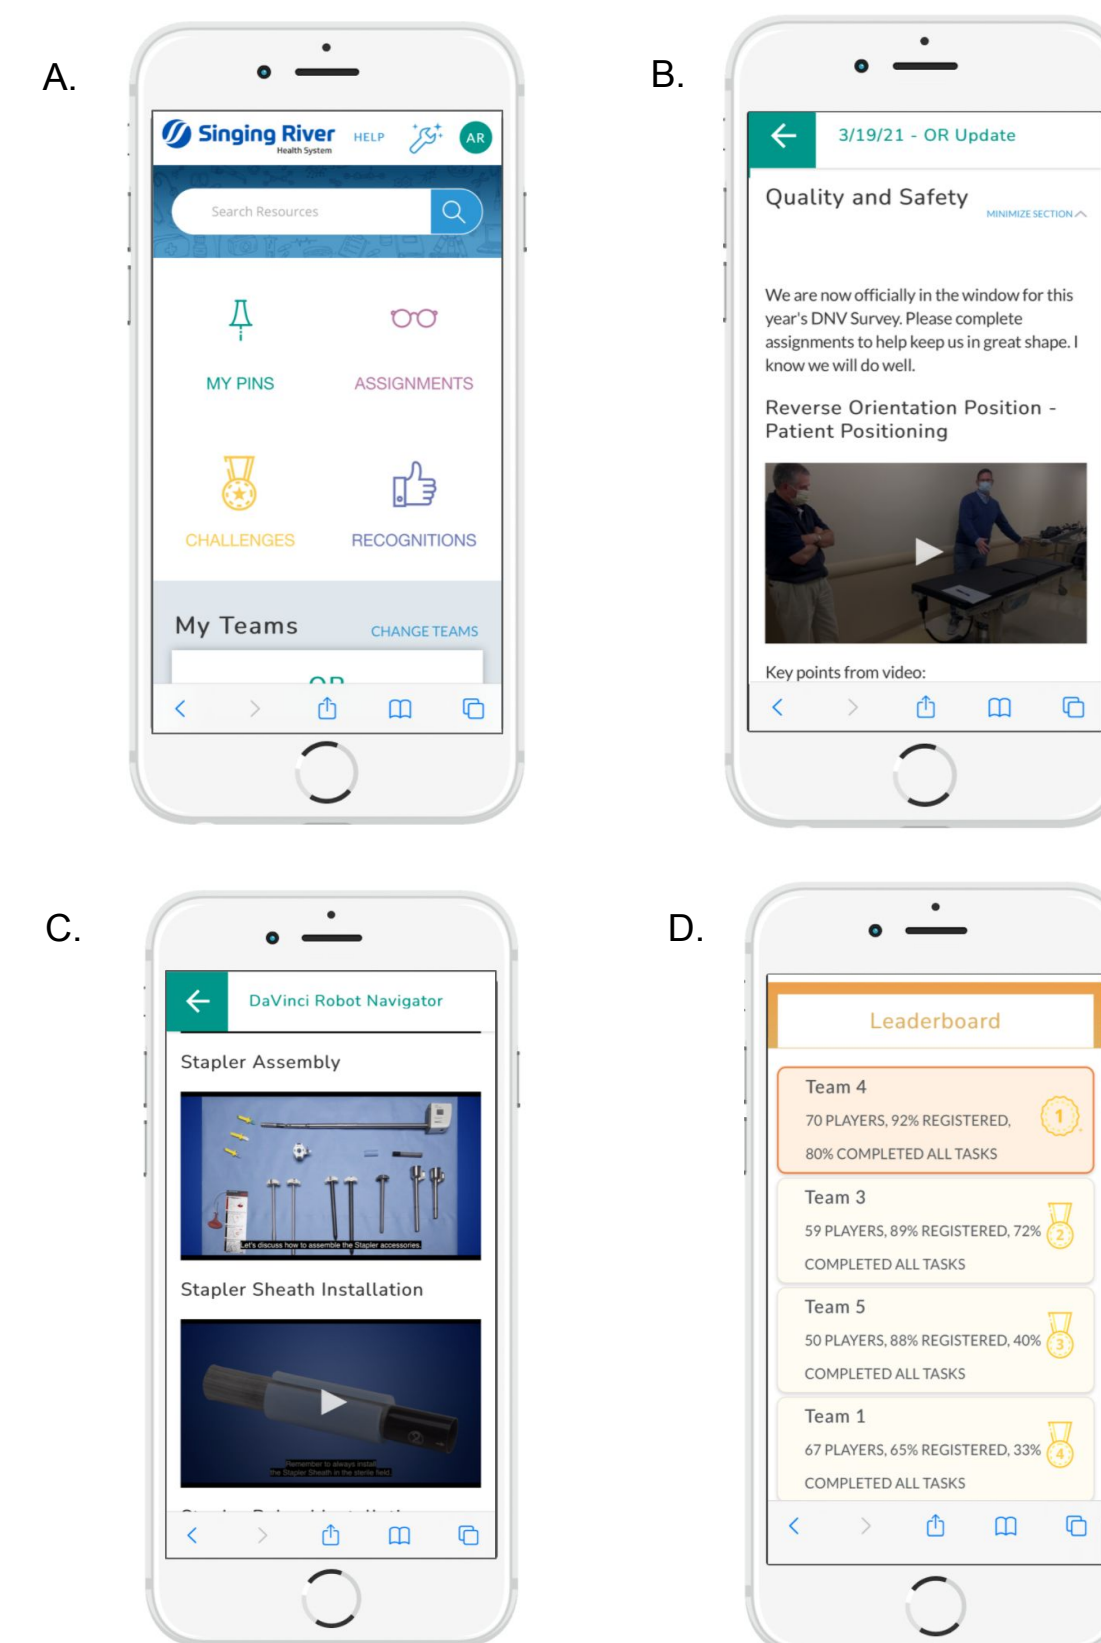 A.
Singing River
Health System
HELP
AR
Search Resources
MY PINS
ASSIGNMENTS
CHALLENGES
RECOGNITIONS
My Teams
CHANGE TEAMS
B.
3/19/21 - OR Update
Quality and Safety
MINIMIZE SECTION
We are now officially in the window for this
year's DNV Survey. Please complete
assignments to help keep us in great shape. I
know we will do well.
Reverse Orientation Position -
Patient Positioning
Key points from video:
C.
DaVinci Robot Navigator
Stapler Assembly
Let's discuss how to assemble the Stapler accessories.
Stapler Sheath Installation
Remember to always install
the Stapler Sheath in the sterile field.
D.
Leaderboard
Team 4
70 PLAYERS, 92% REGISTERED,
80% COMPLETED ALL TASKS
1
Team 3
59 PLAYERS, 89% REGISTERED, 72%
COMPLETED ALL TASKS
2
Team 5
50 PLAYERS, 88% REGISTERED, 40%
COMPLETED ALL TASKS
3
Team 1
67 PLAYERS, 65% REGISTERED, 33%
COMPLETED ALL TASKS
4